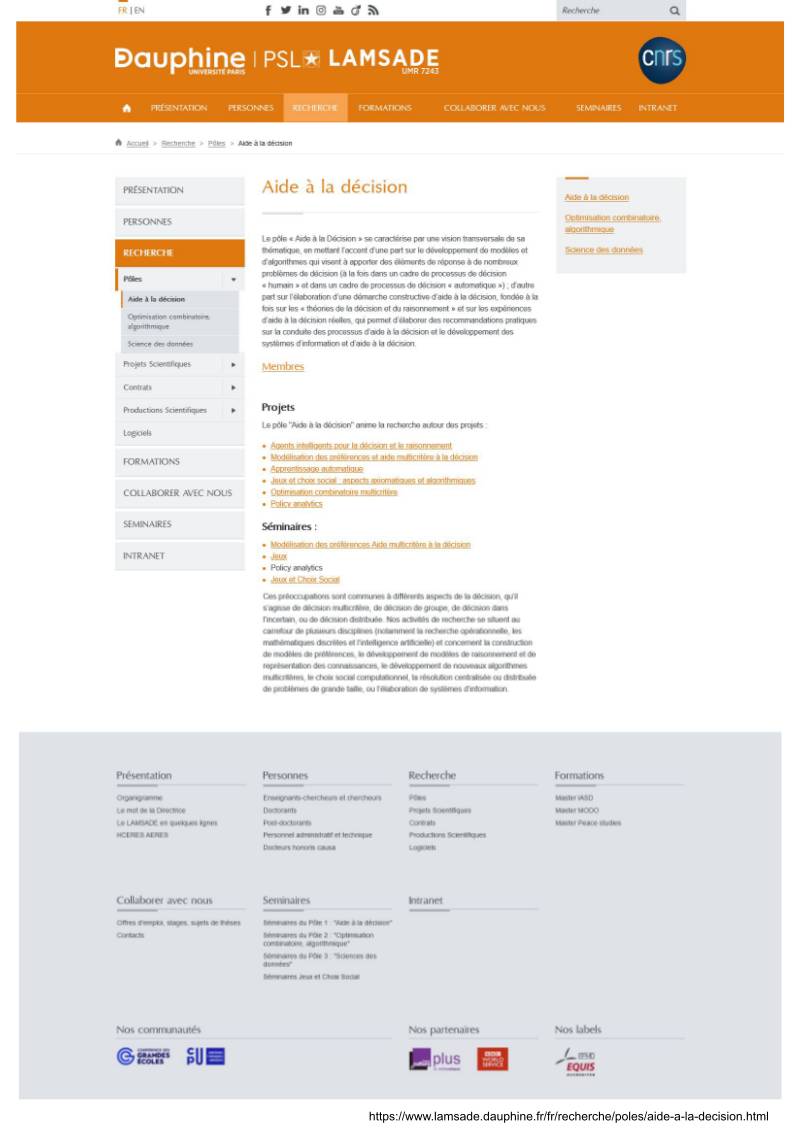 FR | EN
Recherche
Dauphine | PSL LAMSADE
UNIVERSITÉ PARIS
UMR 7243
cnrs
PRÉSENTATION PERSONNES RECHERCHE FORMATIONS COLLABORER AVEC NOUS SEMINAIRES INTRANET
Accueil > Recherche > Pôles > Aide à la décision
PRÉSENTATION
PERSONNES
RECHERCHE
Pôles
Aide à la décision
Optimisation combinatoire,
algorithmique
Science des données
Projets Scientifiques
Contrats
Productions Scientifiques
Logiciels
FORMATIONS
COLLABORER AVEC NOUS
SEMINAIRES
INTRANET
Aide à la décision
Le pôle « Aide à la Décision » se caractérise par une vision transversale de sa
thématique, en mettant l'accent d'une part sur le développement de modèles et
d'algorithmes qui visent à apporter des éléments de réponse à de nombreux
problèmes de décision (à la fois dans un cadre de processus de décision
« humain » et dans un cadre de processus de décision « automatique ») ; d'autre
part sur l'élaboration d'une démarche constructive d'aide à la décision, fondée à la
fois sur les « théories de la décision et du raisonnement » et sur les expériences
d'aide à la décision réelles, qui permet d'élaborer des recommandations pratiques
sur la conduite des processus d'aide à la décision et le développement des
systèmes d'information et d'aide à la décision.
Membres
Projets
Le pôle "Aide à la décision" anime la recherche autour des projets :
Agents intelligents pour la décision et le raisonnement
Modélisation des préférences et aide multicritère à la décision
Apprentissage automatique
Jeux et choix social : aspects axiomatiques et algorithmiques
Optimisation combinatoire multicritère
Policy analytics
Séminaires :
Modélisation des préférences Aide multicritère à la décision
Jeux
Policy analytics
Jeux et Choix Social
Ces préoccupations sont communes à différents aspects de la décision, qu'il
s'agisse de décision multicritère, de décision de groupe, de décision dans
l'incertain, ou de décision distribuée. Nos activités de recherche se situent au
carrefour de plusieurs disciplines (notamment la recherche opérationnelle, les
mathématiques discrètes et l'intelligence artificielle) et concernent la construction
de modèles de préférences, le développement de modèles de raisonnement et de
représentation des connaissances, le développement de nouveaux algorithmes
multicritères, le choix social computationnel, la résolution centralisée ou distribuée
de problèmes de grande taille, ou l'élaboration de systèmes d'information.
Aide à la décision
Optimisation combinatoire,
algorithmique
Science des données
Présentation
Organigramme
Le mot de la Directrice
Le LAMSADE en quelques lignes
HCERES AERES
Personnes
Enseignants-chercheurs et chercheurs
Doctorants
Post-doctorants
Personnel administratif et technique
Docteurs honoris causa
Recherche
Pôles
Projets Scientifiques
Contrats
Productions Scientifiques
Logiciels
Formations
Master IASD
Master MODO
Master Peace studies
Collaborer avec nous
Offres d'emploi, stages, sujets de thèses
Contacts
Seminaires
Séminaires du Pôle 1 : "Aide à la décision"
Séminaires du Pôle 2 : "Optimisation
combinatoire, algorithmique"
Séminaires du Pôle 3 : "Sciences des
données"
Séminaires Jeux et Choix Social
Intranet
Nos communautés
CONFÉRENCE DES
GRANDES
ÉCOLES
CPU
Nos partenaires
plus
BBC
WORLD
SERVICE
Nos labels
EFMD
EQUIS
ACCREDITED
https://www.lamsade.dauphine.fr/fr/recherche/poles/aide-a-la-decision.html